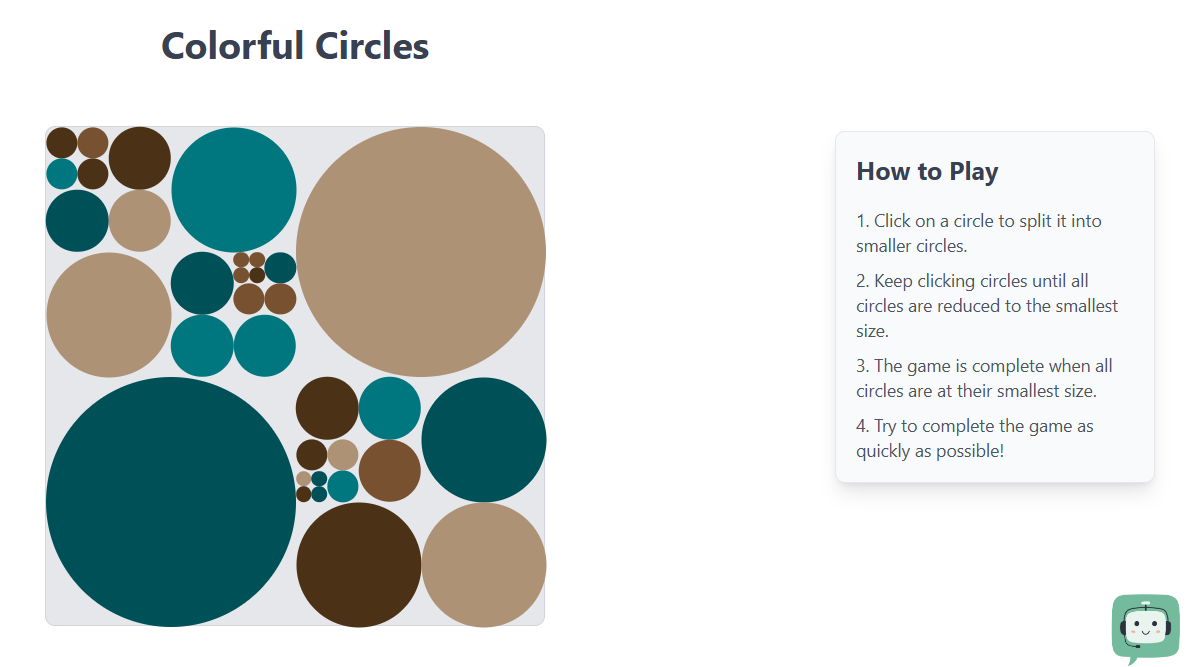 Colorful Circles
How to Play
1. Click on a circle to split it into
smaller circles.
2. Keep clicking circles until all
circles are reduced to the smallest
size.
3. The game is complete when all
circles are at their smallest size.
4. Try to complete the game as
quickly as possible!